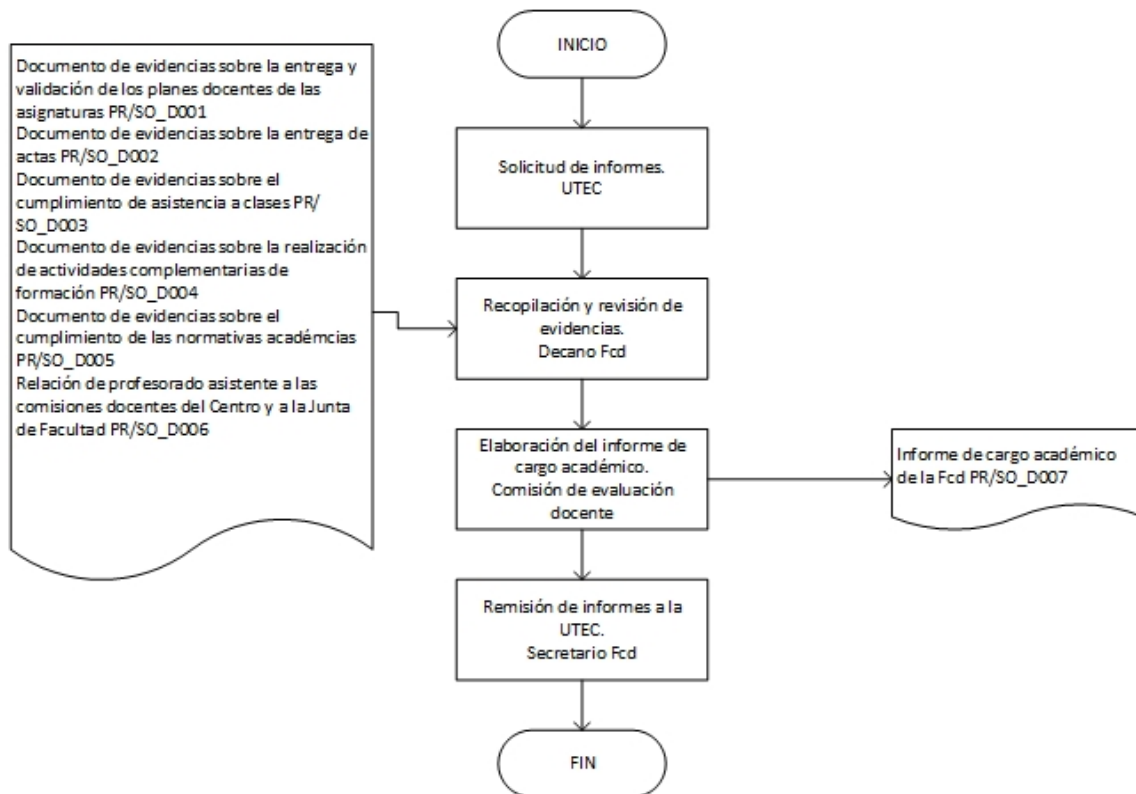 INICIO
Documento de evidencias sobre la entrega y
validación de los planes docentes de las
asignaturas PR/SO_D001
Documento de evidencias sobre la entrega de
actas PR/SO_D002
Documento de evidencias sobre el
cumplimiento de asistencia a clases PR/
SO_D003
Documento de evidencias sobre la realización
de actividades complementarias de
formación PR/SO_D004
Documento de evidencias sobre el
cumplimiento de las normativas académcias
PR/SO_D005
Relación de profesorado asistente a las
comisiones docentes del Centro y a la Junta
de Facultad PR/SO_D006
Solicitud de informes.
UTEC
Recopilación y revisión de
evidencias.
Decano Fcd
Elaboración del informe de
cargo académico.
Comisión de evaluación
docente
Informe de cargo académico
de la Fcd PR/SO_D007
Remisión de informes a la
UTEC.
Secretario Fcd
FIN